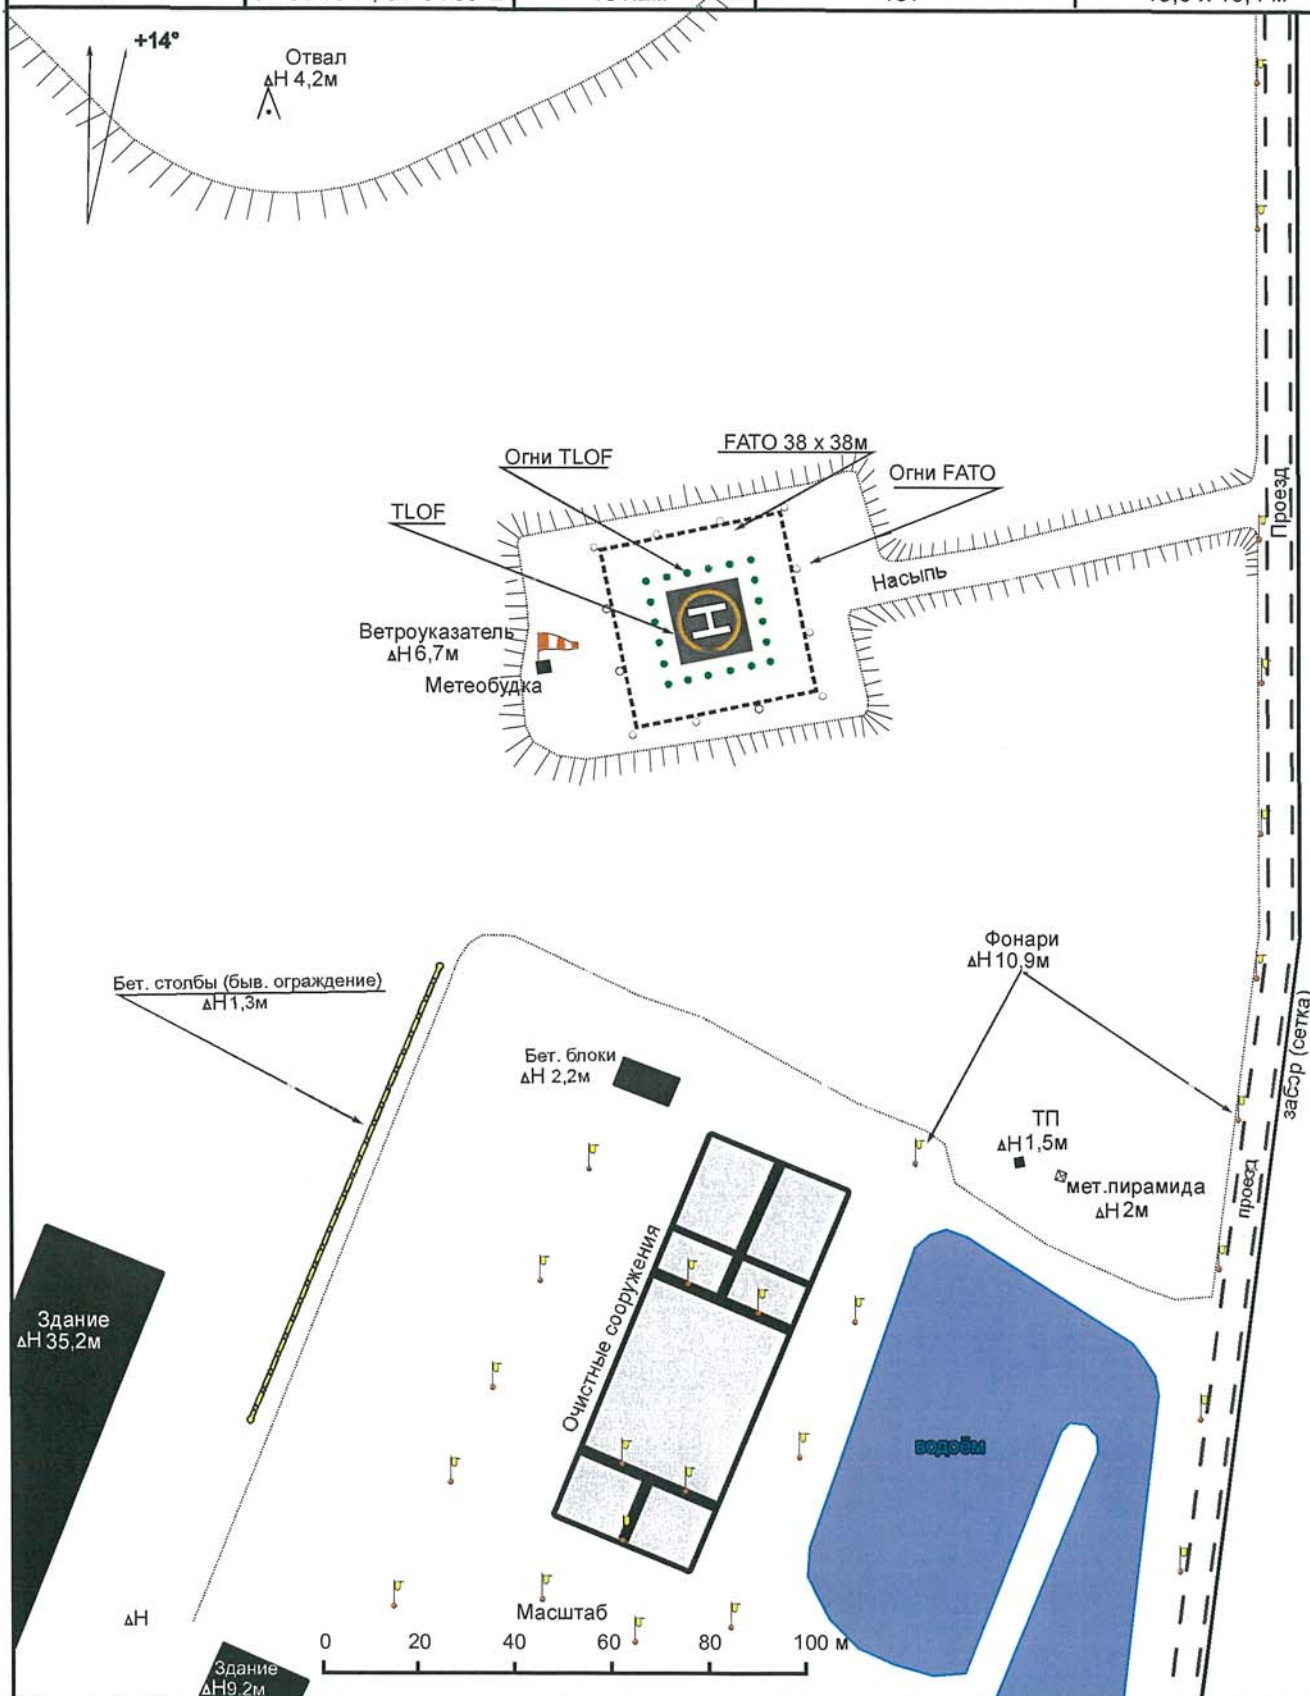 +14°
Отвал
ΔH 4,2м
Огни TLOF
FATO 38 x 38м
Огни FATO
TLOF
Проезд
Насыпь
H
Ветроуказатель
ΔH 6,7м
Метеобудка
Фонари
ΔH 10,9м
Бет. столбы (быв. ограждение)
ΔH 1,3м
забор (сетка)
Бет. блоки
ΔH 2,2м
ТП
ΔH 1,5м
мет.пирамида
ΔH 2м
проезд
Очистные сооружения
Здание
ΔH 35,2м
водоём
ΔH
Масштаб
0 20 40 60 80 100 м
Здание
ΔH 9,2м